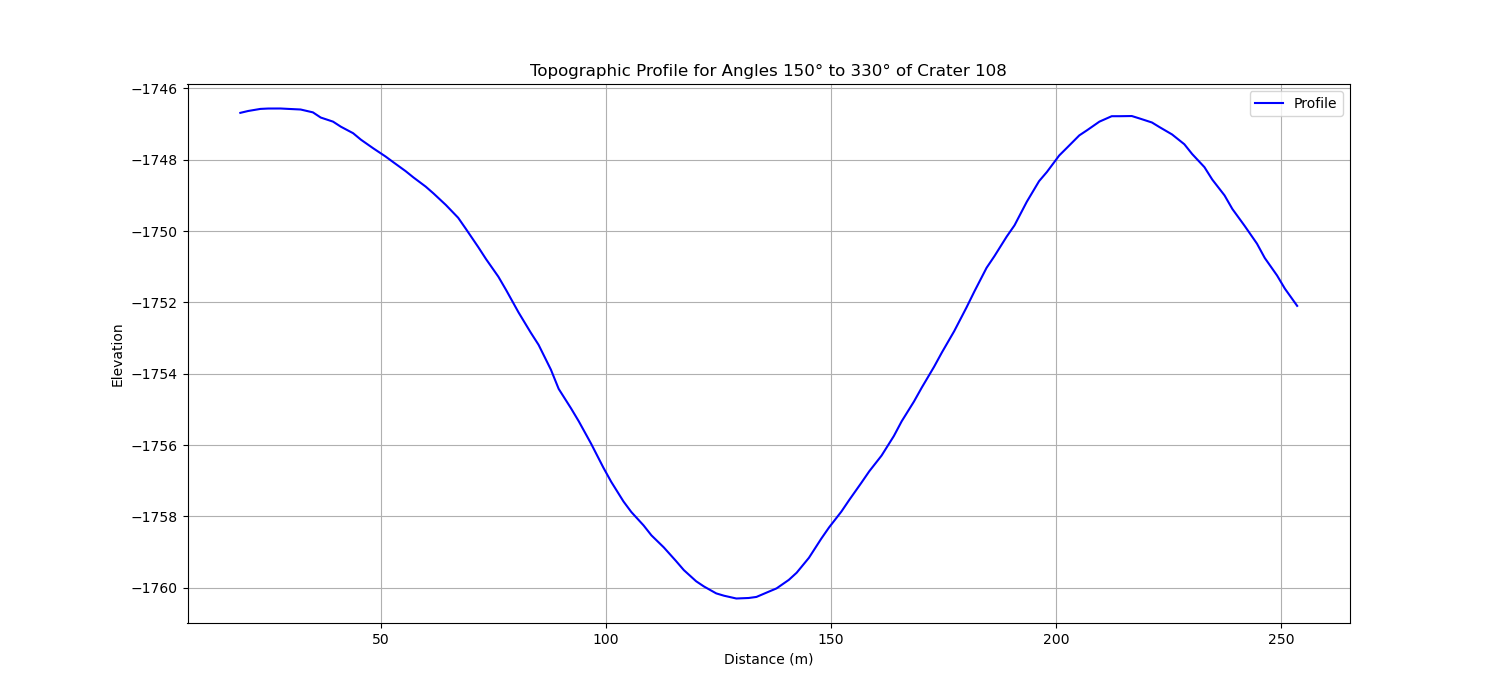 Topographic Profile for Angles 150° to 330° of Crater 108
Profile
−1746
−1748
−1750
−1752
−1754
−1756
−1758
−1760
Elevation
50 100 150 200 250
Distance (m)